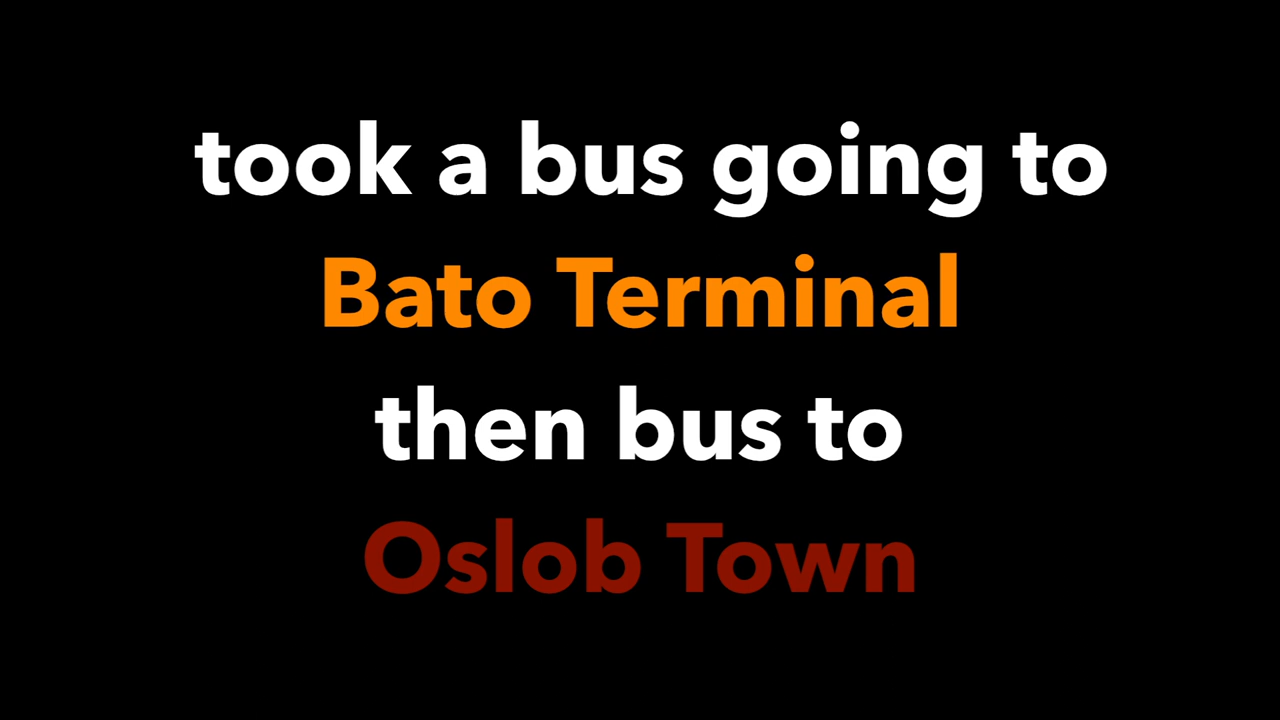 took a bus going to
Bato Terminal
then bus to
Oslob Town